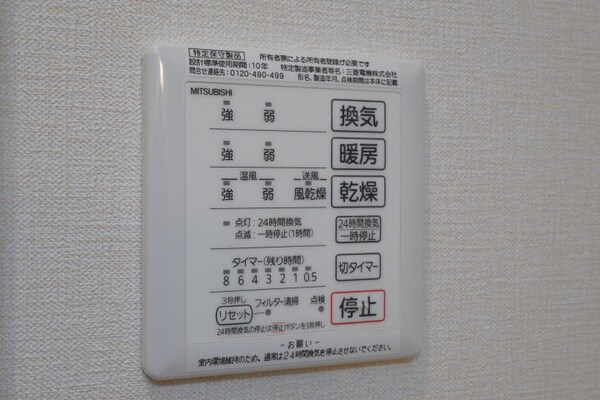 特定保守製品 所有者票による所有者登録が必要です
設計標準使用期間：10年 特定製造事業者等名：三菱電機株式会社
問合せ連絡先：0120-490-499 形名、製造年月、点検期間は本体に記載
MITSUBISHI
強 弱 換気
強 弱 暖房
温風 送風
強 弱 風乾燥 乾燥
点灯：24時間換気
点滅：一時停止(1時間)
24時間換気
一時停止
タイマー(残り時間)
8 6 4 3 2 1 0.5
切タイマー
3秒押し
リセット フィルター清掃 点検
停止
24時間換気の停止は停止ボタンを3秒押し
－お願い－
室内環境維持のため、通常は24時間換気を停止させないでください。